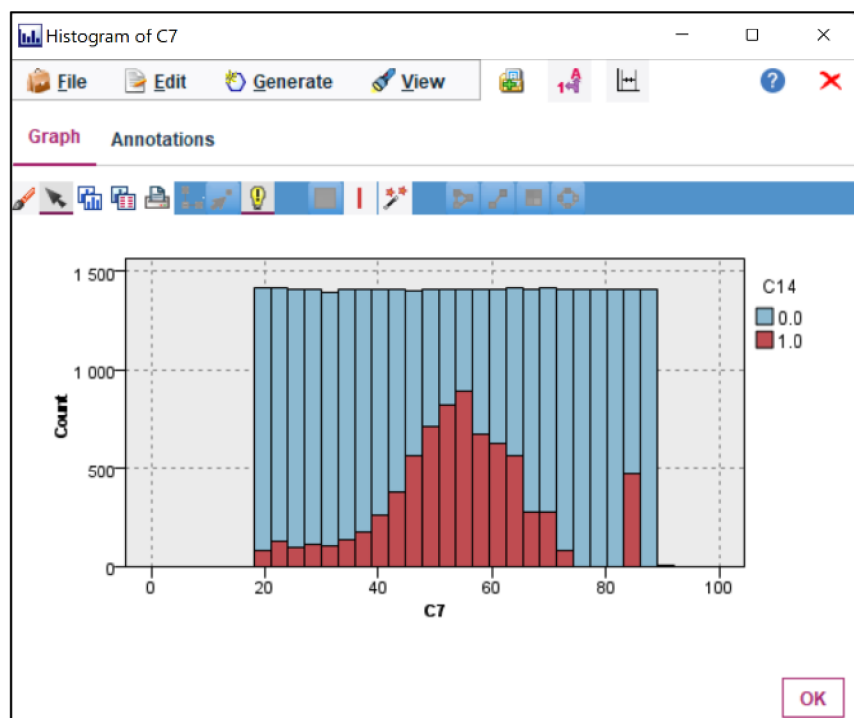 Histogram of C7
File Edit Generate View
Graph Annotations
1 500
1 000
500
0
Count
0 20 40 60 80 100
C7
C14
0.0
1.0
OK